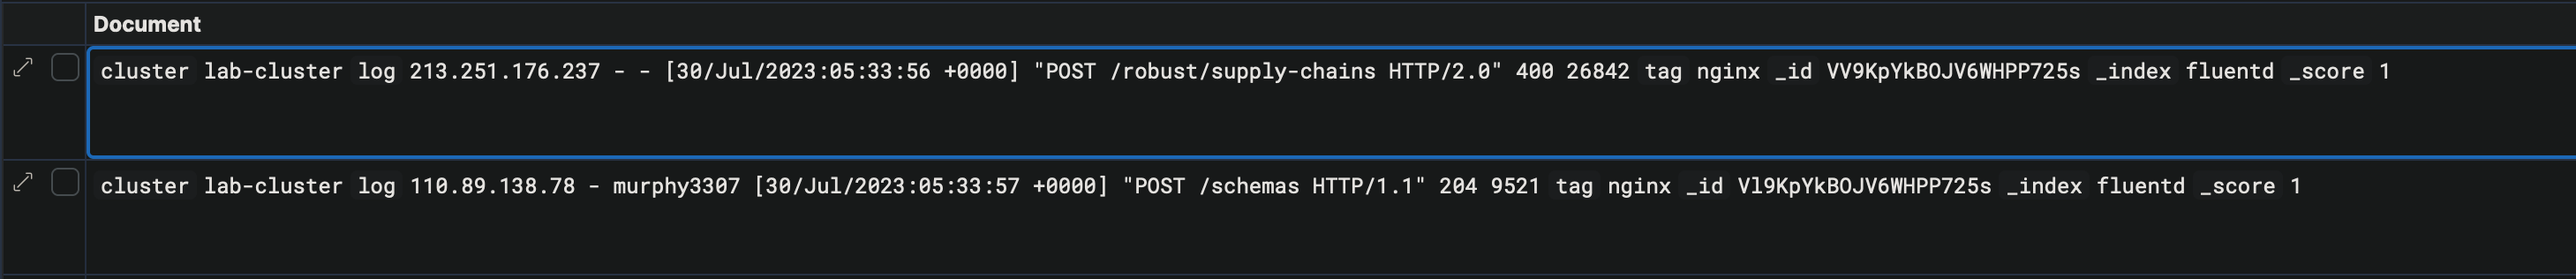 Document
cluster lab-cluster log 213.251.176.237 - - [30/Jul/2023:05:33:56 +0000] "POST /robust/supply-chains HTTP/2.0" 400 26842 tag nginx _id VV9KpYkBOJV6WHPP725s _index fluentd _score 1
cluster lab-cluster log 110.89.138.78 - murphy3307 [30/Jul/2023:05:33:57 +0000] "POST /schemas HTTP/1.1" 204 9521 tag nginx _id Vl9KpYkBOJV6WHPP725s _index fluentd _score 1